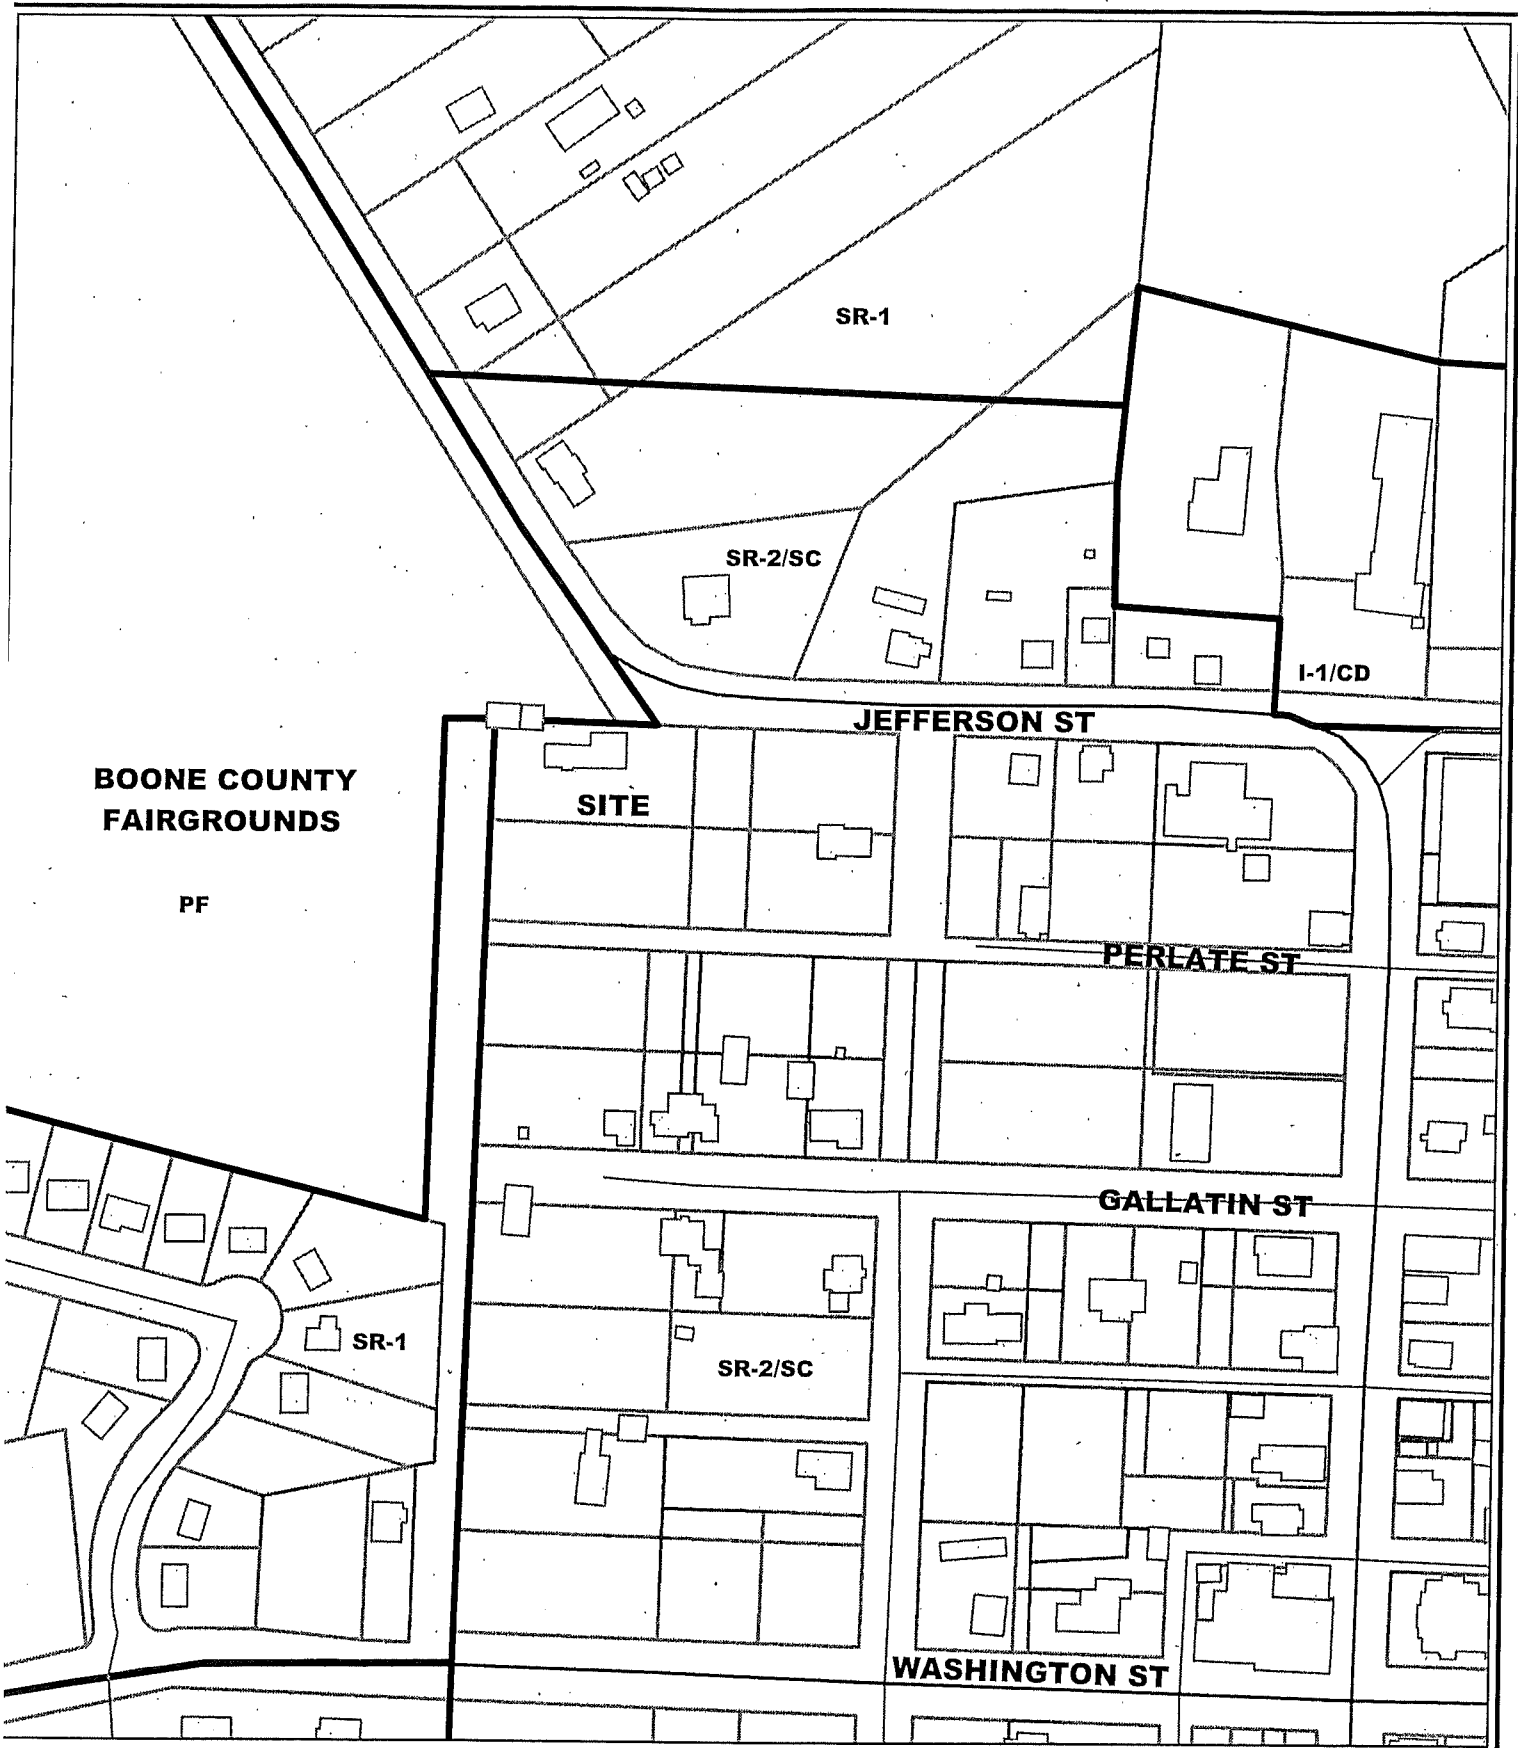 SR-1
SR-2/SC
I-1/CD
JEFFERSON ST
BOONE COUNTY
FAIRGROUNDS
SITE
PF
PERLATE ST
GALLATIN ST
SR-1
SR-2/SC
WASHINGTON ST